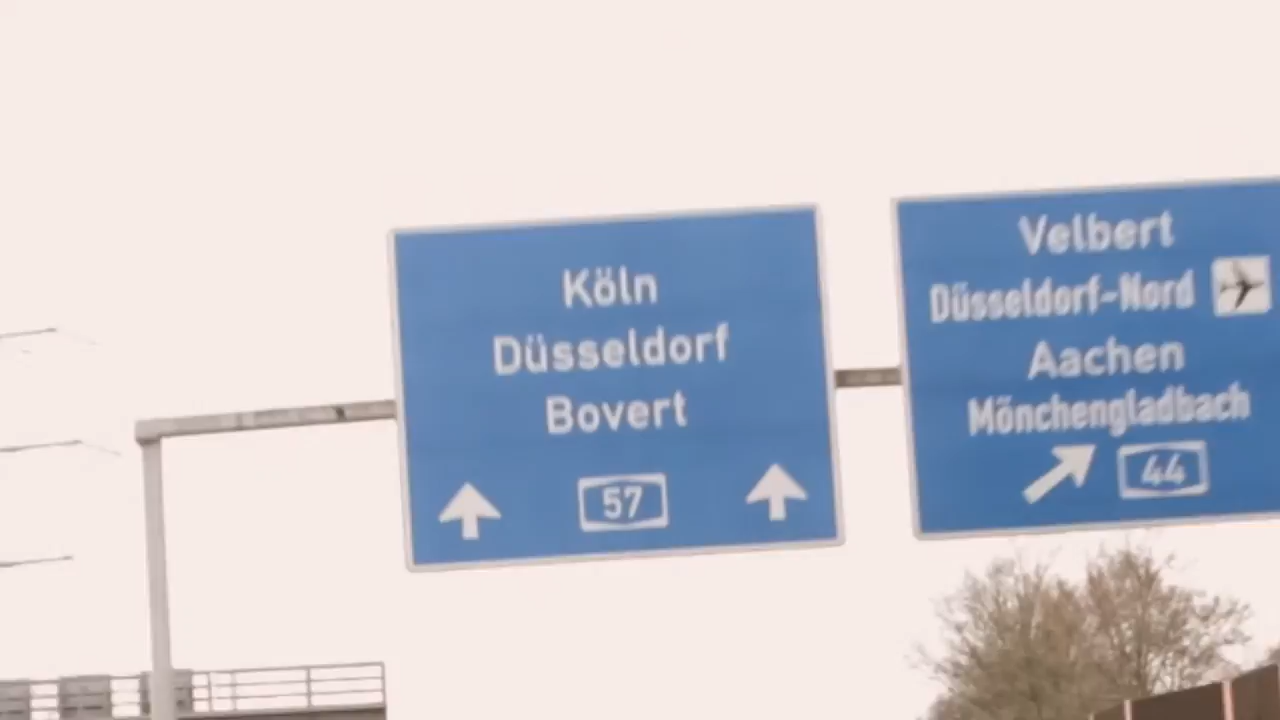 Köln
Düsseldorf
Bovert
57
Velbert
Düsseldorf-Nord
Aachen
Mönchengladbach
44